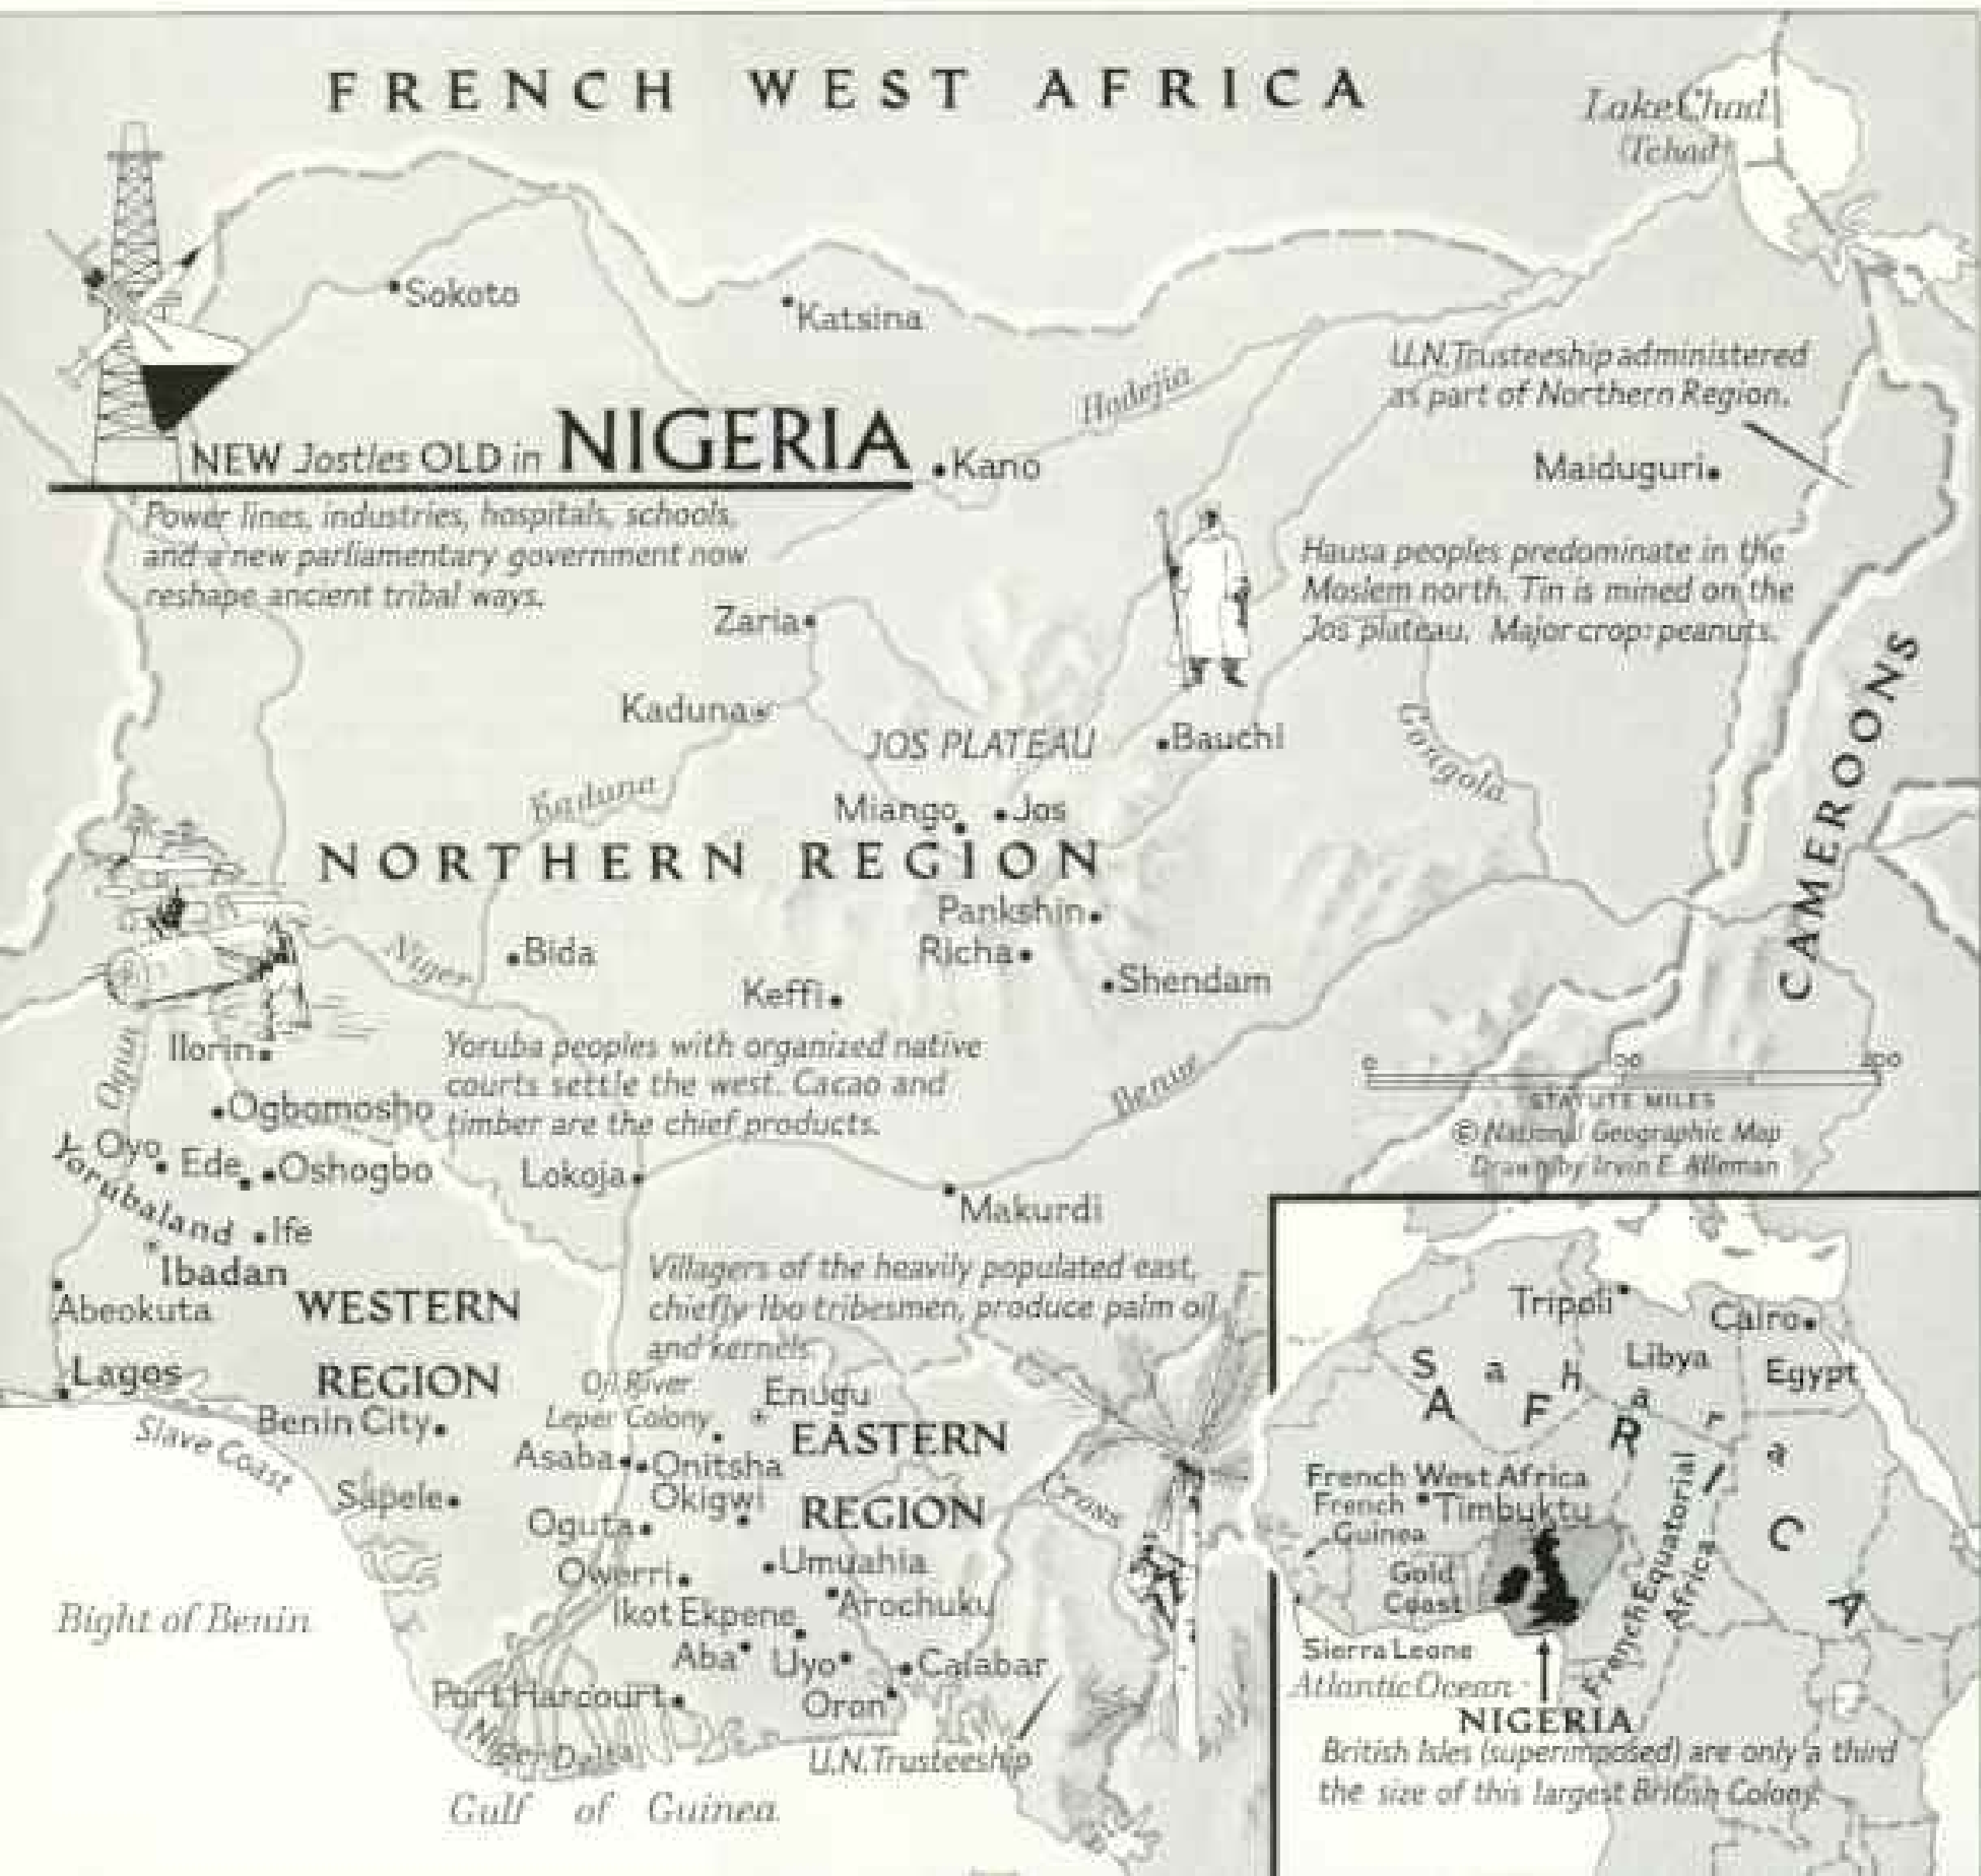 FRENCH WEST AFRICA
Lake Chad
(Tchad)
Sokoto
Katsina
Hadejia
U.N. Trusteeship administered
as part of Northern Region.
NEW Jostles OLD in NIGERIA
Kano
Maiduguri
Power lines, industries, hospitals, schools,
and a new parliamentary government now
reshape ancient tribal ways.
Hausa peoples predominate in the
Moslem north. Tin is mined on the
Jos plateau. Major crop: peanuts.
Zaria
Kaduna
JOS PLATEAU
Bauchi
Gongola
CAMEROONS
Kaduna
Miango
Jos
NORTHERN REGION
Pankshin
Richa
Niger
Bida
Keffi
Shendam
Ilorin
Ogun
Yoruba peoples with organized native
courts settle the west. Cacao and
timber are the chief products.
Benue
0 100 200
STATUTE MILES
© National Geographic Map
Drawn by Irvin E. Alleman
Ogbomosho
Oyo
Ede
Oshogbo
Yorubaland
Ife
Ibadan
Lokoja
Makurdi
Abeokuta
WESTERN
REGION
Villagers of the heavily populated east,
chiefly Ibo tribesmen, produce palm oil
and kernels.
Lagos
Slave Coast
Benin City
Oji River
Leper Colony
Enugu
EASTERN
REGION
Asaba
Onitsha
Okigwi
Sapele
Oguta
Cross
Owerri
Umuahia
Ikot Ekpene
Arochuku
Bight of Benin
Aba
Uyo
Calabar
Port Harcourt
Oron
Niger Delta
U.N. Trusteeship
Gulf of Guinea
Tripoli
Cairo
Libya
Egypt
Sahara
AFRICA
French West Africa
French
Guinea
Timbuktu
Gold
Coast
French Equatorial
Africa
Sierra Leone
Atlantic Ocean
NIGERIA
British Isles (superimposed) are only a third
the size of this largest British Colony.